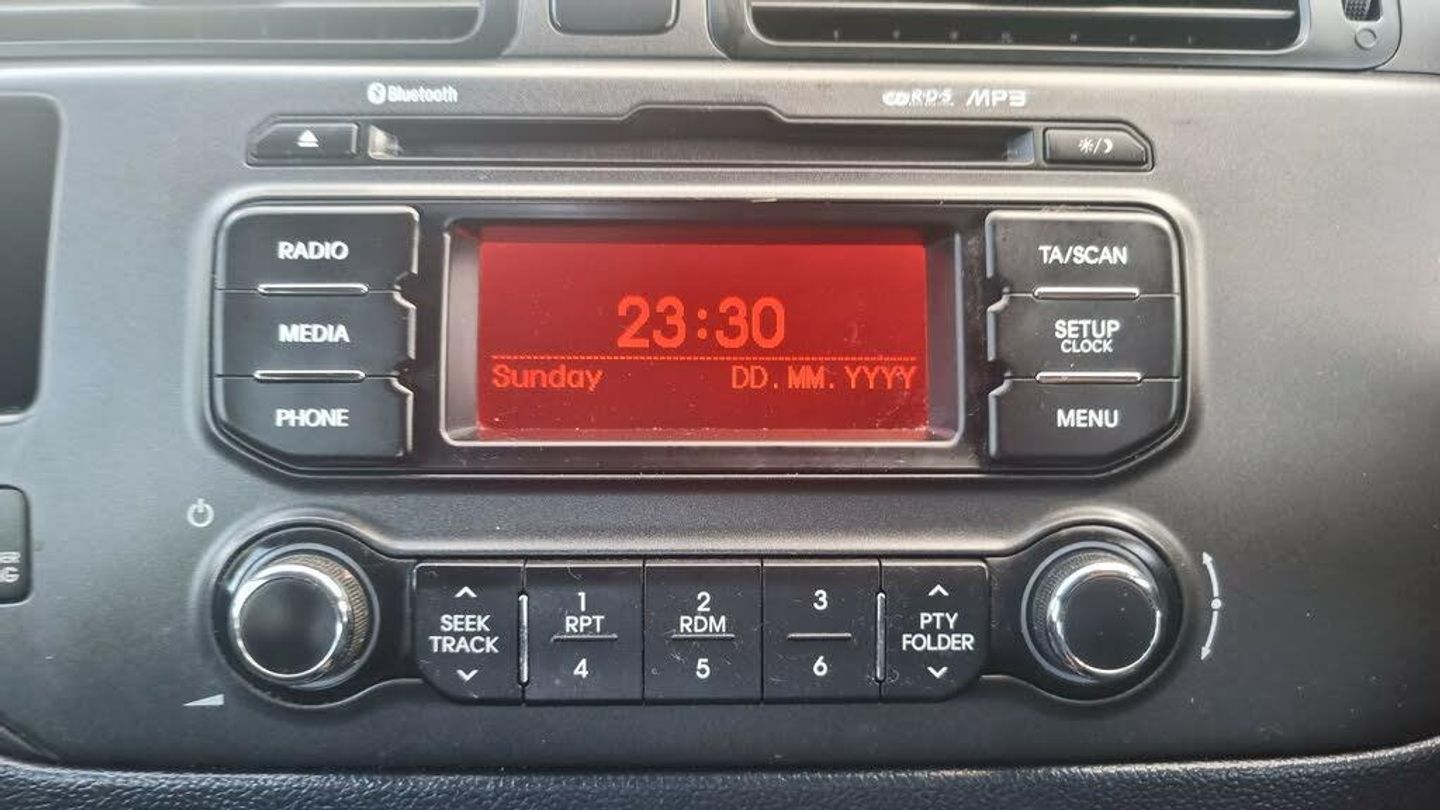 Bluetooth
RDS MP3
RADIO
MEDIA
PHONE
23:30
Sunday DD.MM.YYYY
TA/SCAN
SETUP
CLOCK
MENU
SEEK
TRACK
1
RPT
4
2
RDM
5
3
6
PTY
FOLDER